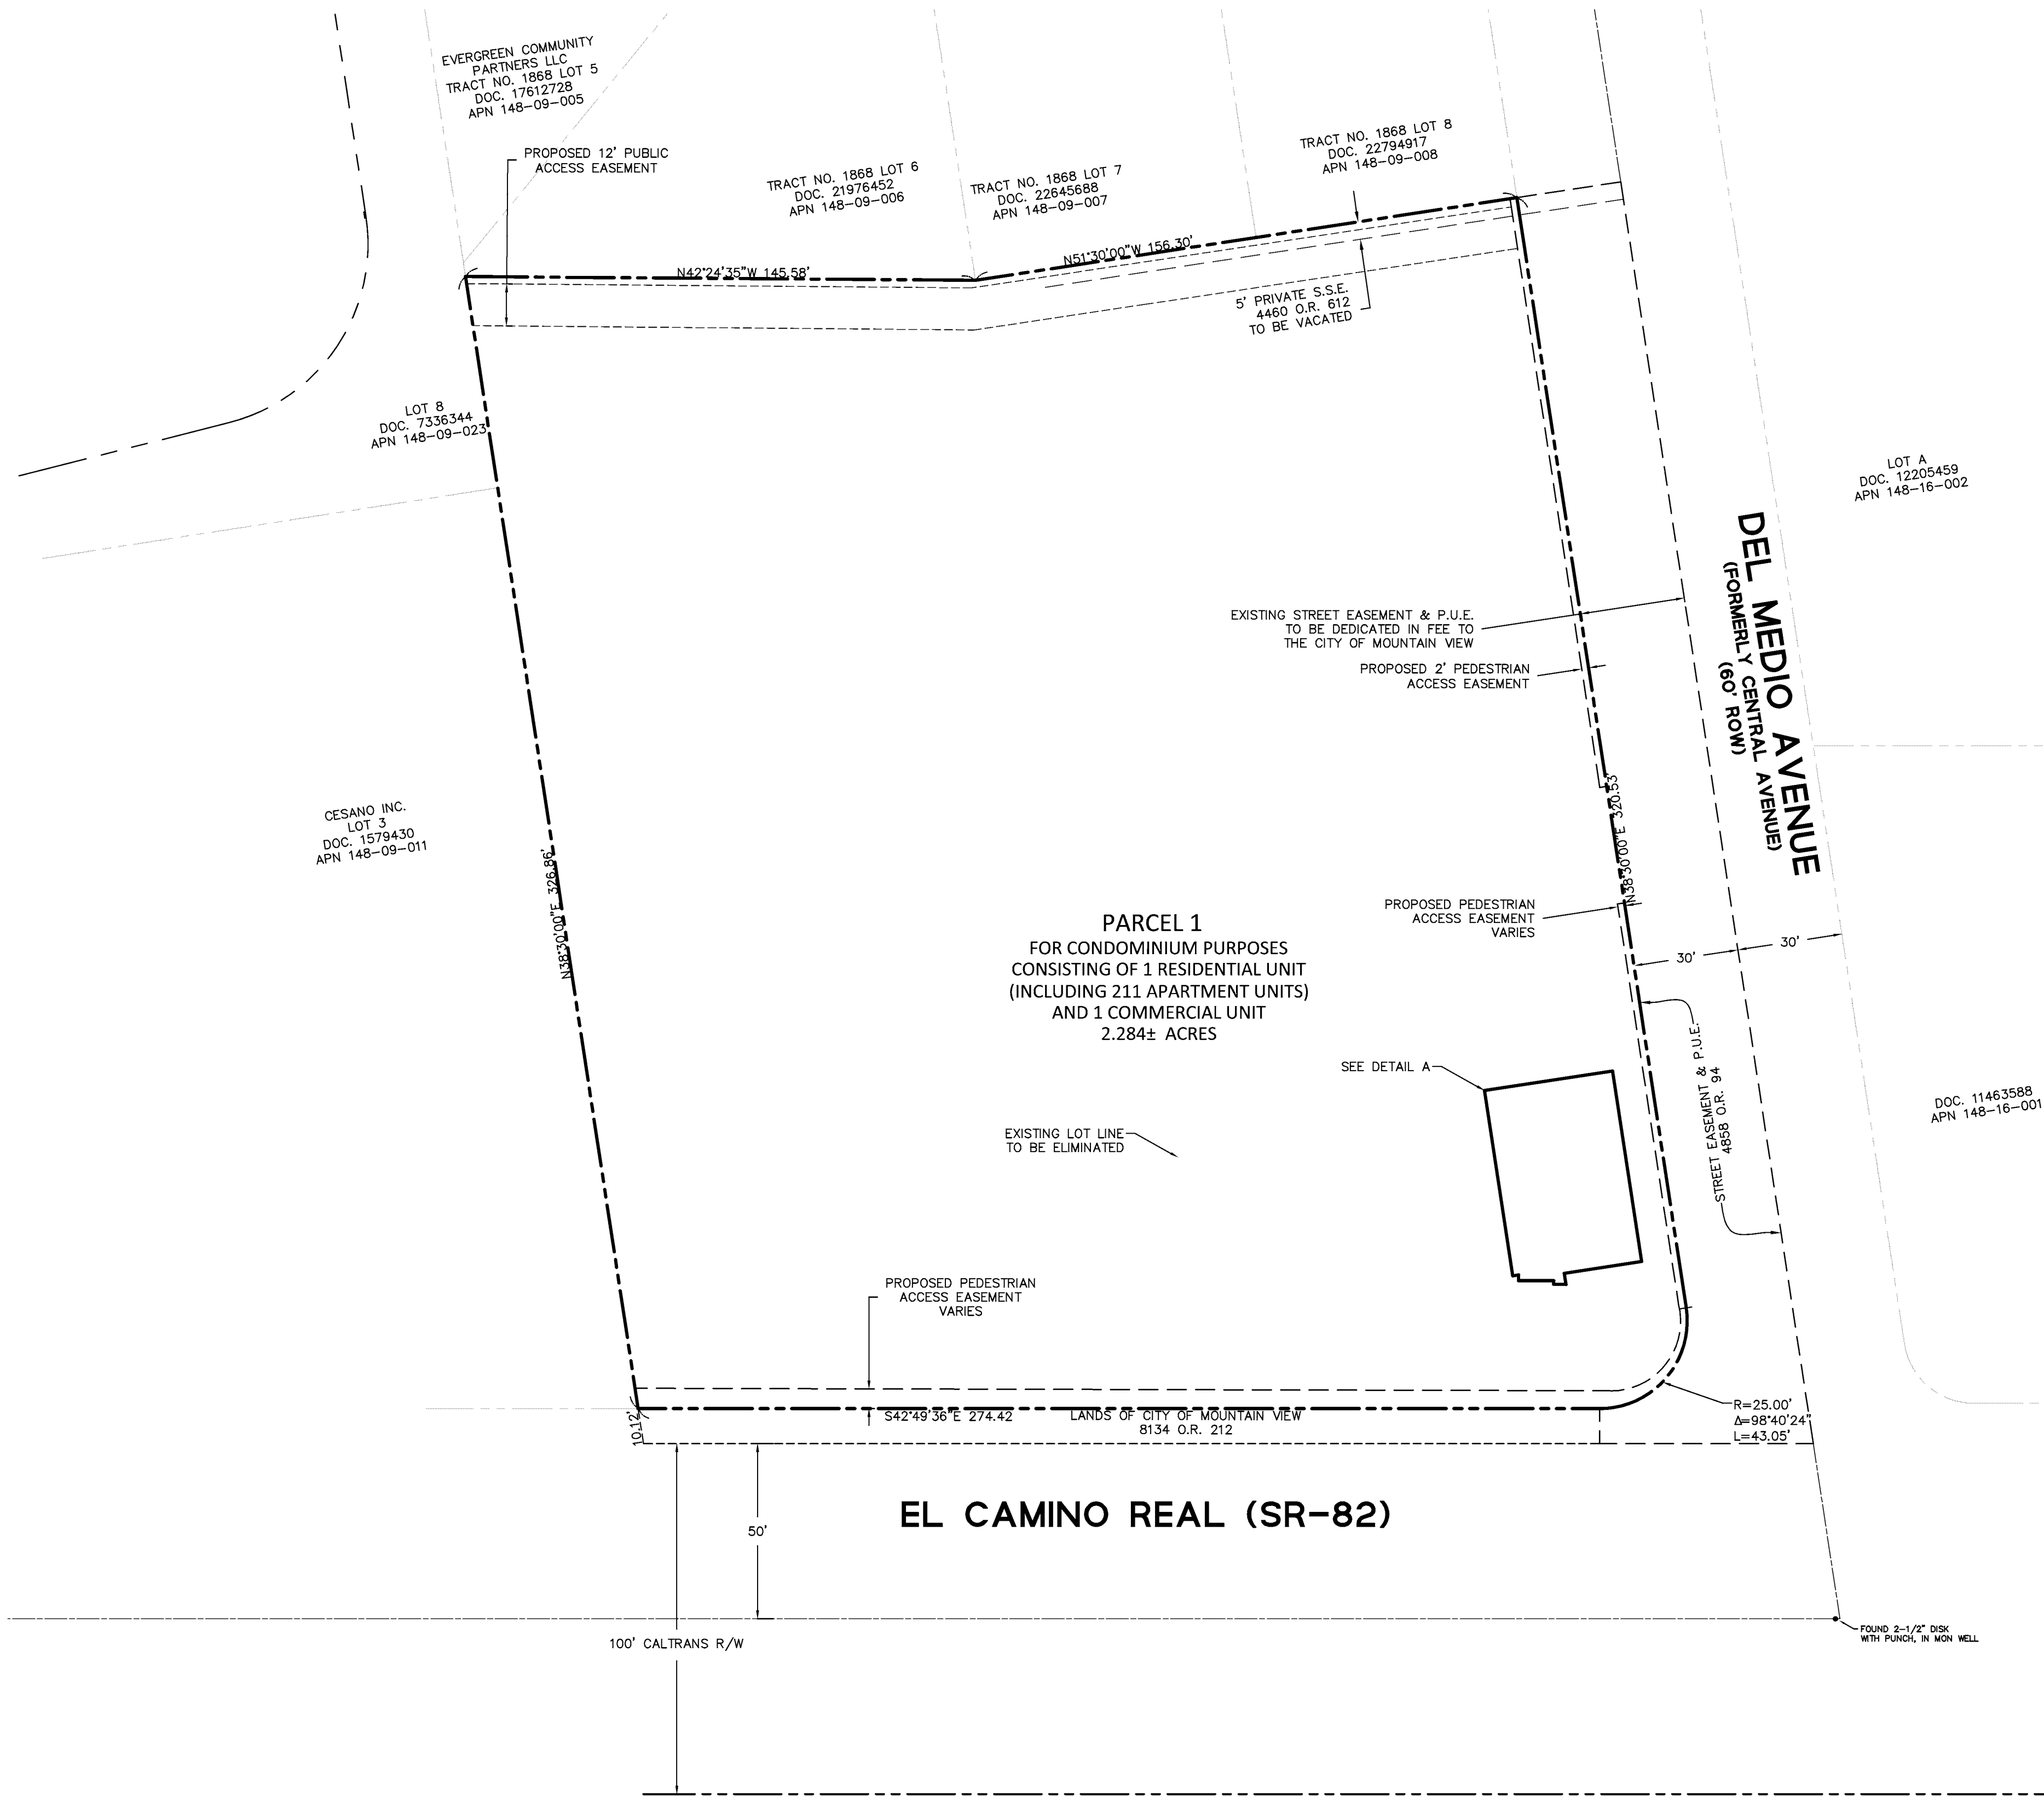 EVERGREEN COMMUNITY
PARTNERS LLC
TRACT NO. 1868 LOT 5
DOC. 17612728
APN 148-09-005
PROPOSED 12' PUBLIC
ACCESS EASEMENT
TRACT NO. 1868 LOT 6
DOC. 21976452
APN 148-09-006
TRACT NO. 1868 LOT 7
DOC. 22645688
APN 148-09-007
TRACT NO. 1868 LOT 8
DOC. 22794917
APN 148-09-008
N42°24'35"W 145.58'
N51°30'00"W 156.30'
5' PRIVATE S.S.E.
4460 O.R. 612
TO BE VACATED
LOT 8
DOC. 7336344
APN 148-09-023
LOT A
DOC. 12205459
APN 148-16-002
DEL MEDIO AVENUE
(FORMERLY CENTRAL AVENUE)
(60' ROW)
EXISTING STREET EASEMENT & P.U.E.
TO BE DEDICATED IN FEE TO
THE CITY OF MOUNTAIN VIEW
PROPOSED 2' PEDESTRIAN
ACCESS EASEMENT
CESANO INC.
LOT 3
DOC. 1579430
APN 148-09-011
N38°30'00"E 326.86'
N38°30'00"E 320.53'
PROPOSED PEDESTRIAN
ACCESS EASEMENT
VARIES
30'
30'
PARCEL 1
FOR CONDOMINIUM PURPOSES
CONSISTING OF 1 RESIDENTIAL UNIT
(INCLUDING 211 APARTMENT UNITS)
AND 1 COMMERCIAL UNIT
2.284± ACRES
SEE DETAIL A
STREET EASEMENT & P.U.E.
4858 O.R. 94
DOC. 11463588
APN 148-16-001
EXISTING LOT LINE
TO BE ELIMINATED
PROPOSED PEDESTRIAN
ACCESS EASEMENT
VARIES
10.12'
S42°49'36"E 274.42
LANDS OF CITY OF MOUNTAIN VIEW
8134 O.R. 212
R=25.00'
Δ=98°40'24"
L=43.05'
EL CAMINO REAL (SR-82)
50'
100' CALTRANS R/W
FOUND 2-1/2" DISK
WITH PUNCH, IN MON WELL